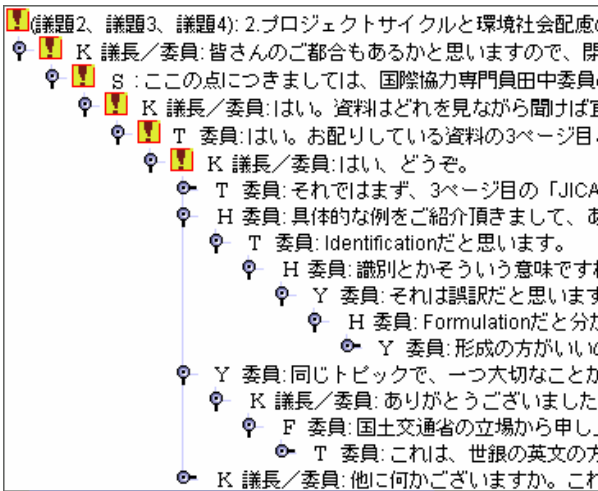 (議題2、議題3、議題4): 2.プロジェクトサイクルと環境社会配慮
K 議長／委員: 皆さんのご都合もあるかと思いますので、開
S : ここの点につきましては、国際協力専門員田中委員
K 議長／委員: はい。資料はどれを見ながら聞けば
T 委員: はい。お配りしている資料の3ページ目
K 議長／委員: はい、どうぞ。
T 委員: それではまず、3ページ目の「JICA
H 委員: 具体的な例をご紹介頂きまして、あ
T 委員: Identificationだと思います。
H 委員: 識別とかそういう意味ですね
Y 委員: それは誤訳だと思います
H 委員: Formulationだと分か
Y 委員: 形成の方がいい
Y 委員: 同じトピックで、一つ大切なことが
K 議長／委員: ありがとうございました
F 委員: 国土交通省の立場から申し
T 委員: これは、世銀の英文の方
K 議長／委員: 他に何かございますか。これ